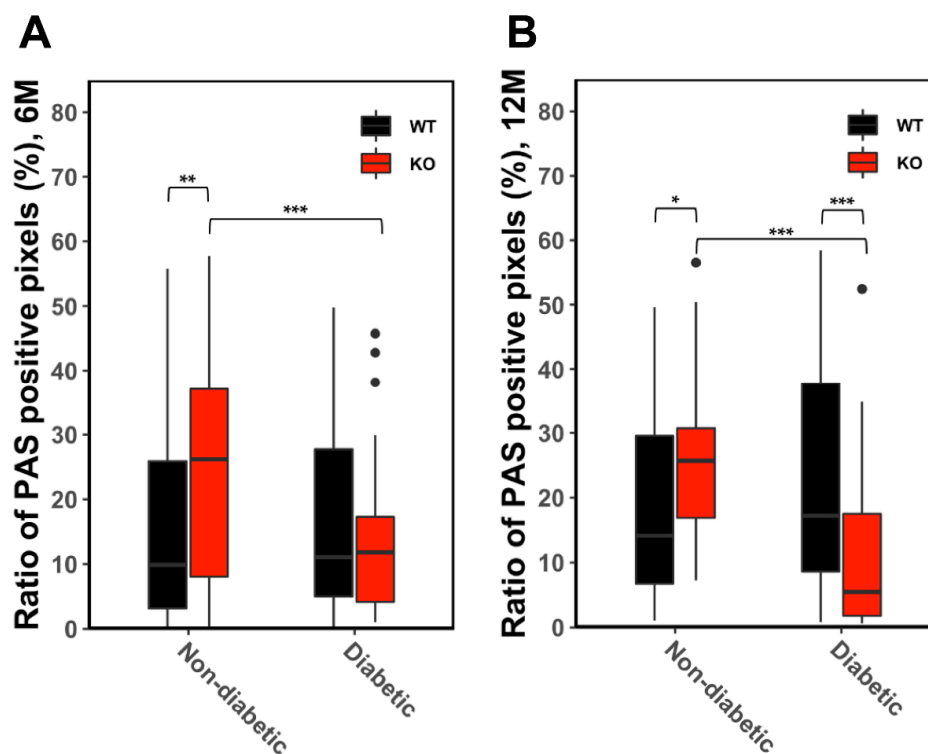 A
Ratio of PAS positive pixels (%), 6M
80
70
60
50
40
30
20
10
0
WT
KO
**
***
Non-diabetic
Diabetic
B
Ratio of PAS positive pixels (%), 12M
80
70
60
50
40
30
20
10
0
WT
KO
*
***
***
Non-diabetic
Diabetic